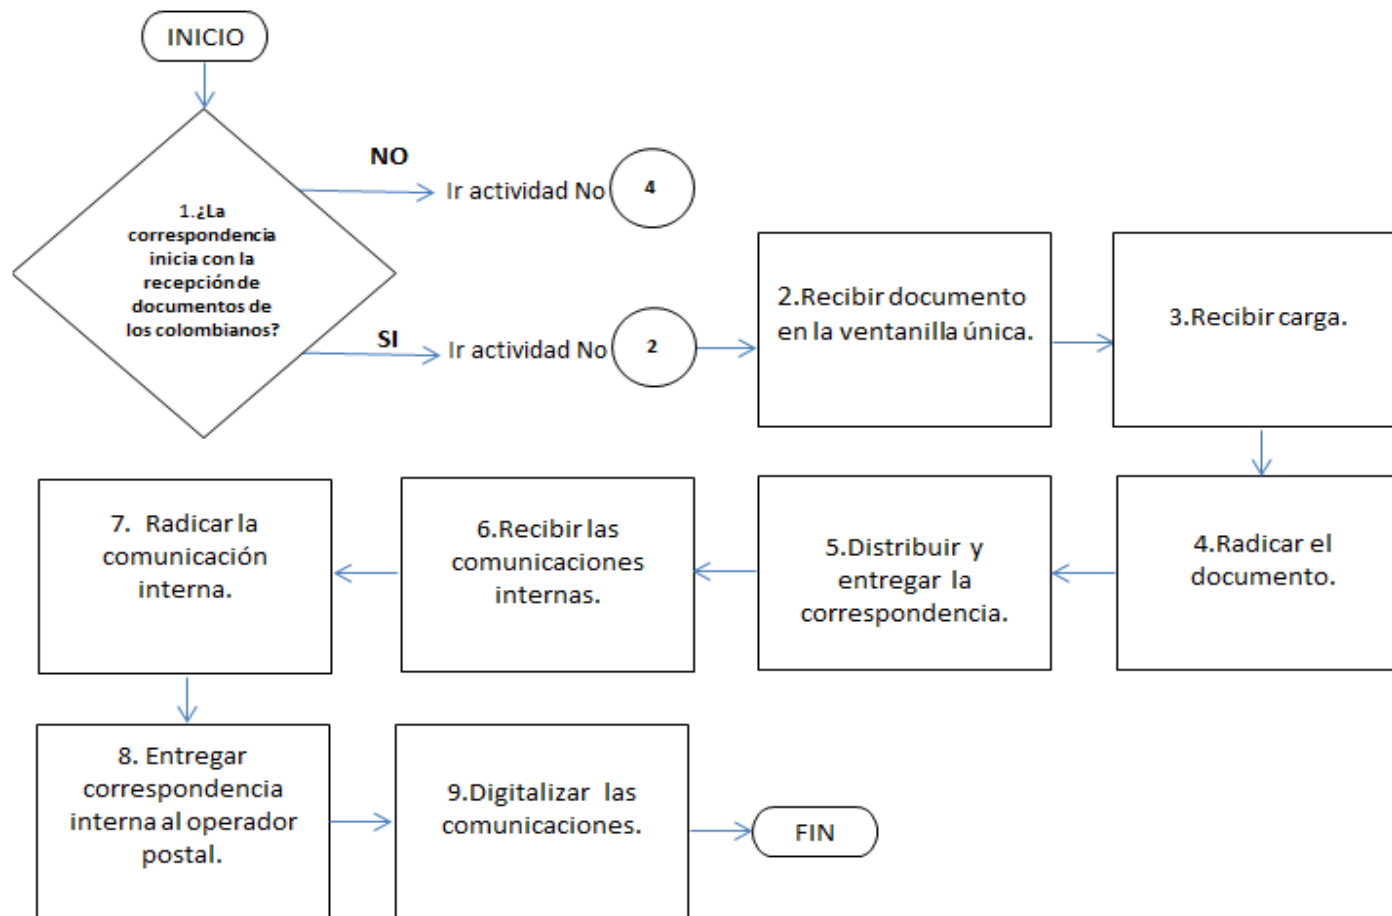 INICIO
NO
Ir actividad No 4
1.¿La
correspondencia
inicia con la
recepción de
documentos de
los colombianos?
SI
Ir actividad No 2
2.Recibir documento
en la ventanilla única.
3.Recibir carga.
4.Radicar el
documento.
5.Distribuir y
entregar la
correspondencia.
6.Recibir las
comunicaciones
internas.
7. Radicar la
comunicación
interna.
8. Entregar
correspondencia
interna al operador
postal.
9.Digitalizar las
comunicaciones.
FIN